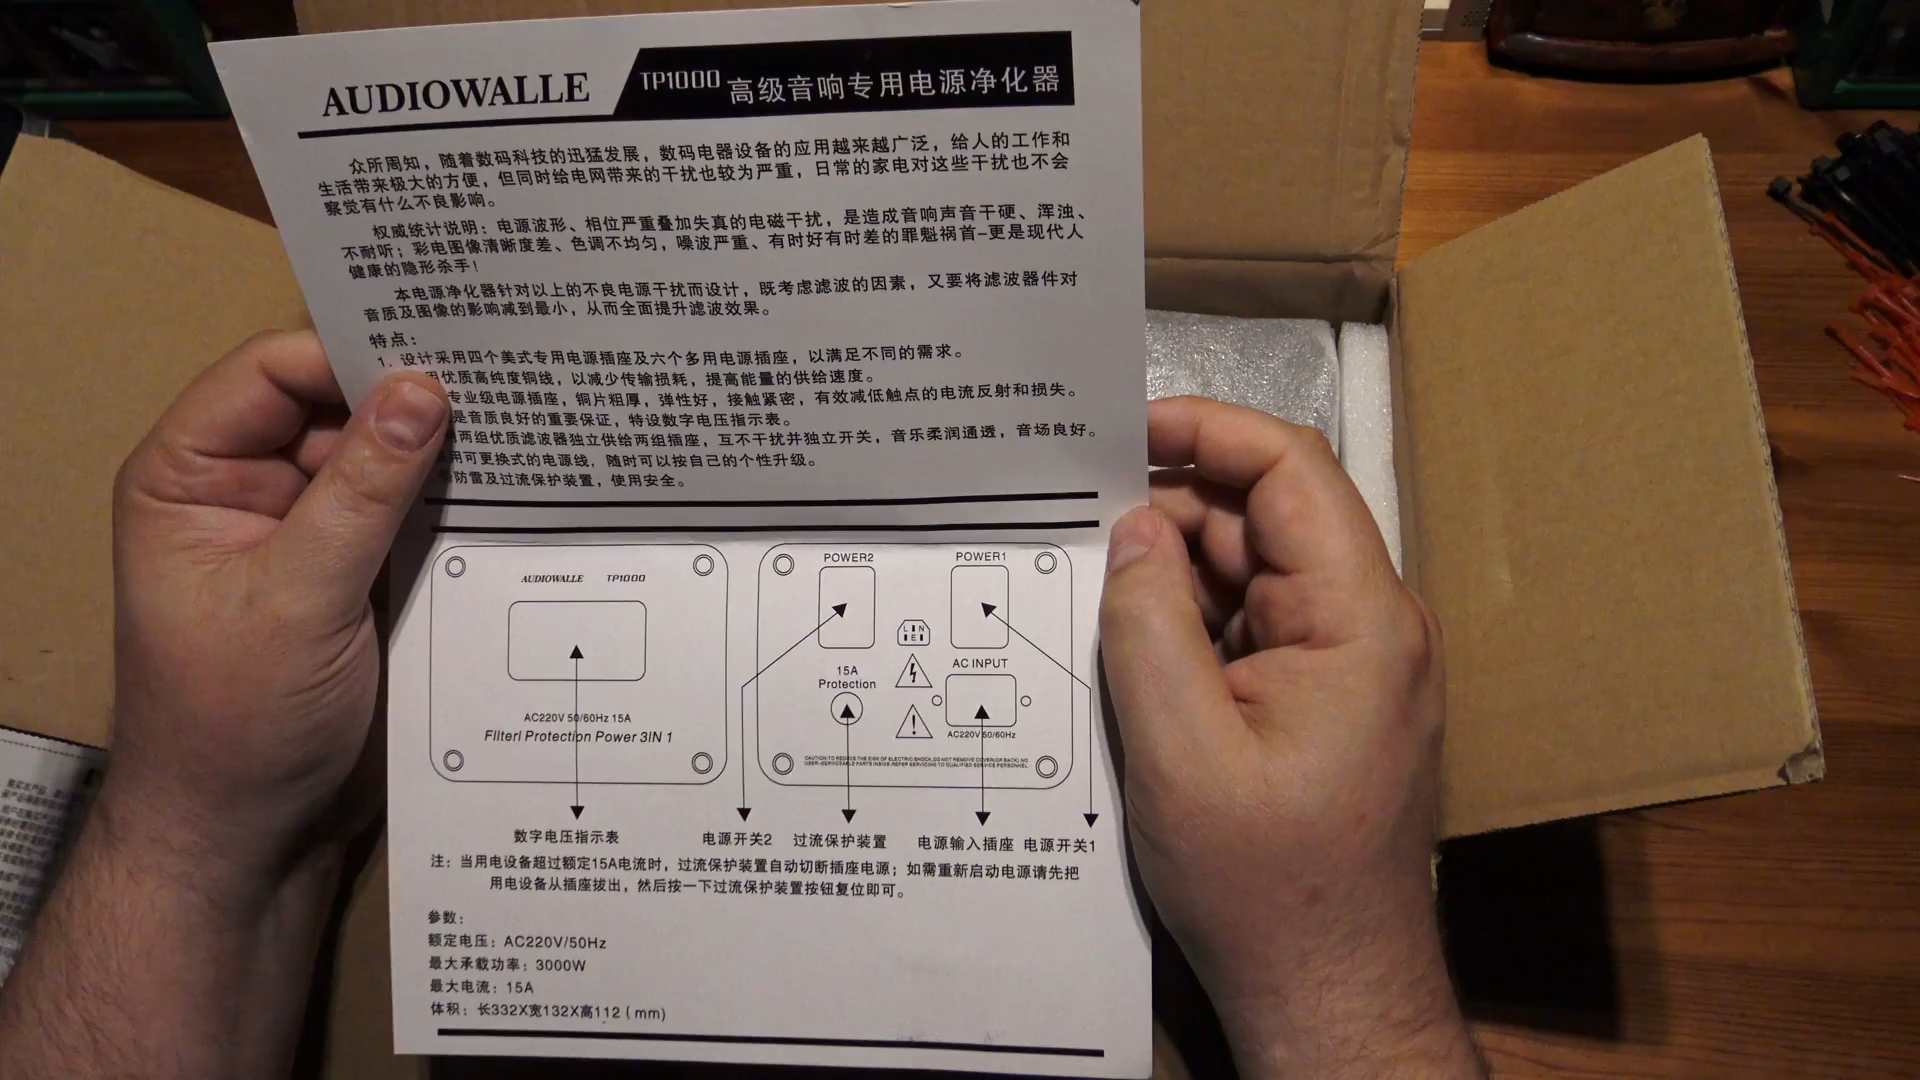 AUDIOWALLE
TP1000 高级音响专用电源净化器
众所周知，随着数码科技的迅猛发展，数码电器设备的应用越来越广泛，给人的工作和
生活带来极大的方便，但同时给电网带来的干扰也较为严重，日常的家电对这些干扰也不会
察觉有什么不良影响。
权威统计说明：电源波形、相位严重叠加失真的电磁干扰，是造成音响声音干硬、浑浊、
不耐听；彩电图像清晰度差、色调不均匀，噪波严重、有时好有时差的罪魁祸首-更是现代人
健康的隐形杀手！
本电源净化器针对以上的不良电源干扰而设计，既考虑滤波的因素，又要将滤波器件对
音质及图像的影响减到最小，从而全面提升滤波效果。
特点：
1. 设计采用四个美式专用电源插座及六个多用电源插座，以满足不同的需求。
优质高纯度铜线，以减少传输损耗，提高能量的供给速度。
专业级电源插座，铜片粗厚，弹性好，接触紧密，有效减低触点的电流反射和损失。
是音质良好的重要保证，特设数字电压指示表。
两组优质滤波器独立供给两组插座，互不干扰并独立开关，音乐柔润通透，音场良好。
用可更换式的电源线，随时可以按自己的个性升级。
防雷及过流保护装置，使用安全。
AUDIOWALLE TP1000
AC220V 50/60Hz 15A
FIlterI Protection Power 3IN 1
POWER2
POWER1
L N
E
15A
Protection
AC INPUT
AC220V 50/60Hz
CAUTION:TO REDUCE THE RISK OF ELECTRIC SHOCK,DO NOT REMOVE COVER(OR BACK).NO
USER-SERVICEABLE PARTS INSIDE.REFER SERVICING TO QUALIFIED SERVICE PERSONNEL.
数字电压指示表
电源开关2
过流保护装置
电源输入插座
电源开关1
注：当用电设备超过额定15A电流时，过流保护装置自动切断插座电源；如需重新启动电源请先把
用电设备从插座拔出，然后按一下过流保护装置按钮复位即可。
参数：
额定电压：AC220V/50Hz
最大承载功率：3000W
最大电流：15A
体积：长332X宽132X高112（mm）